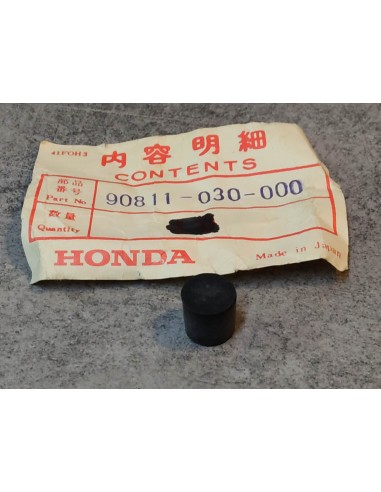 41FOH3
内容明細
CONTENTS
部品番号
Part No.
90811-030-000
数量
Quantity
HONDA
Made in Japan